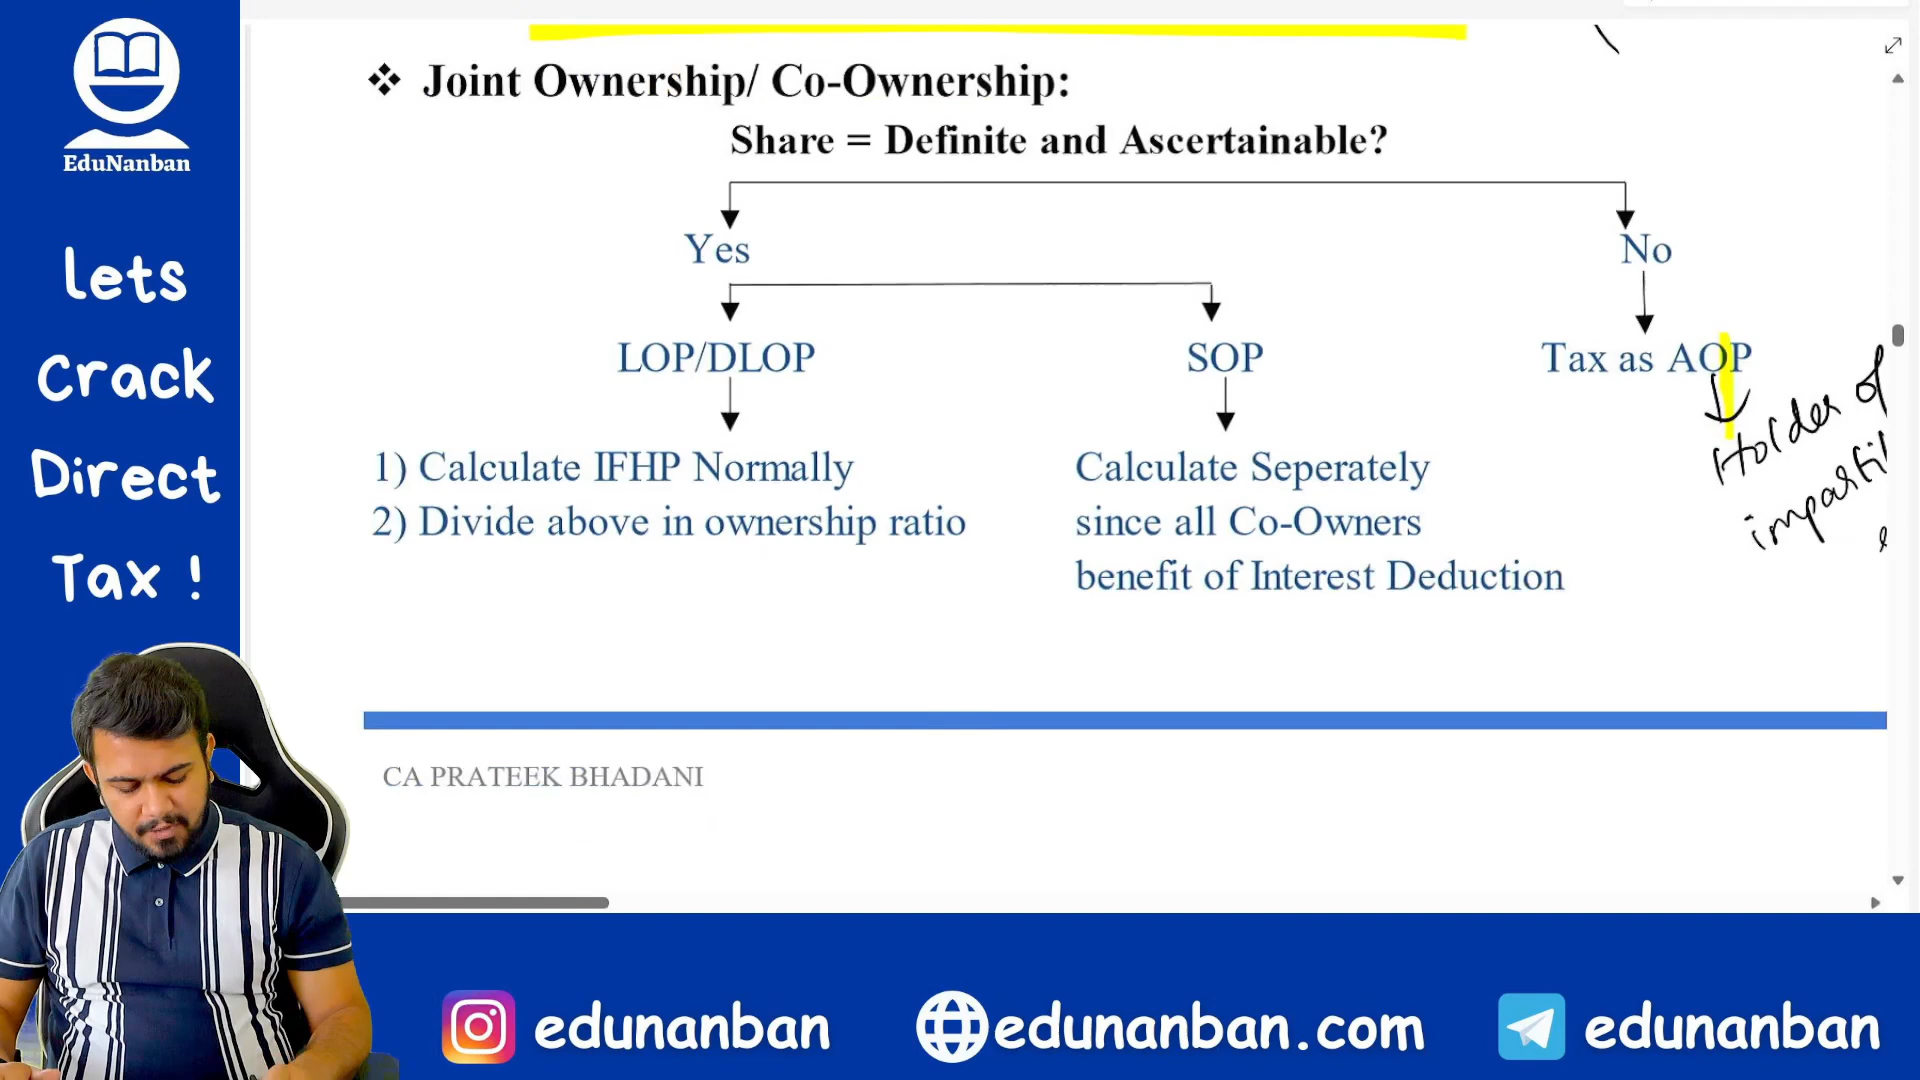 EduNanban
lets
Crack
Direct
Tax !
❖ Joint Ownership/ Co-Ownership:
Share = Definite and Ascertainable?
Yes
No
LOP/DLOP
SOP
Tax as AOP
Holder of
1) Calculate IFHP Normally
2) Divide above in ownership ratio
Calculate Seperately
since all Co-Owners
benefit of Interest Deduction
CA PRATEEK BHADANI
edunanban
edunanban.com
edunanban